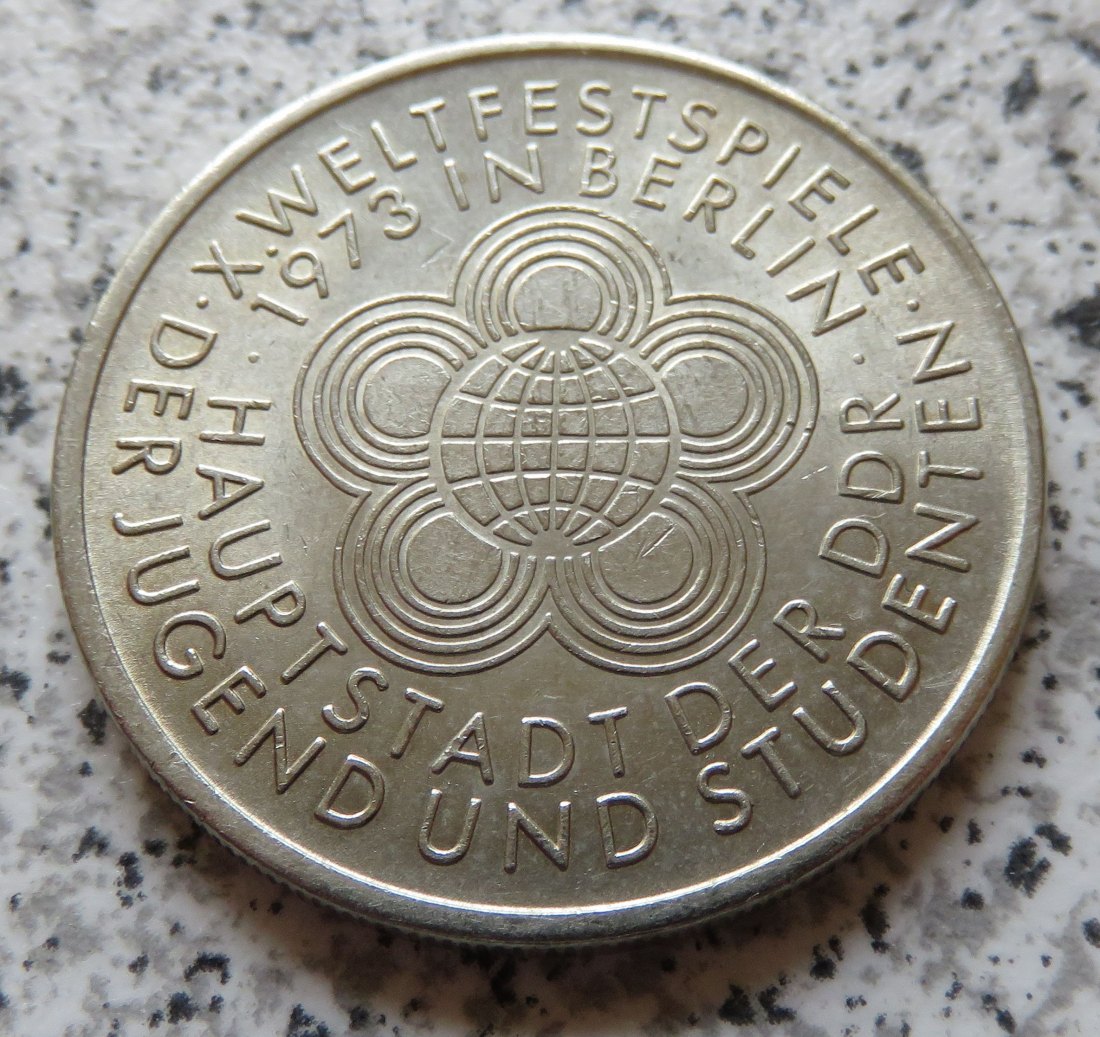 X. WELTFESTSPIELE ·
DER JUGEND UND STUDENTEN ·
1973 IN BERLIN ·
HAUPTSTADT DER DDR ·